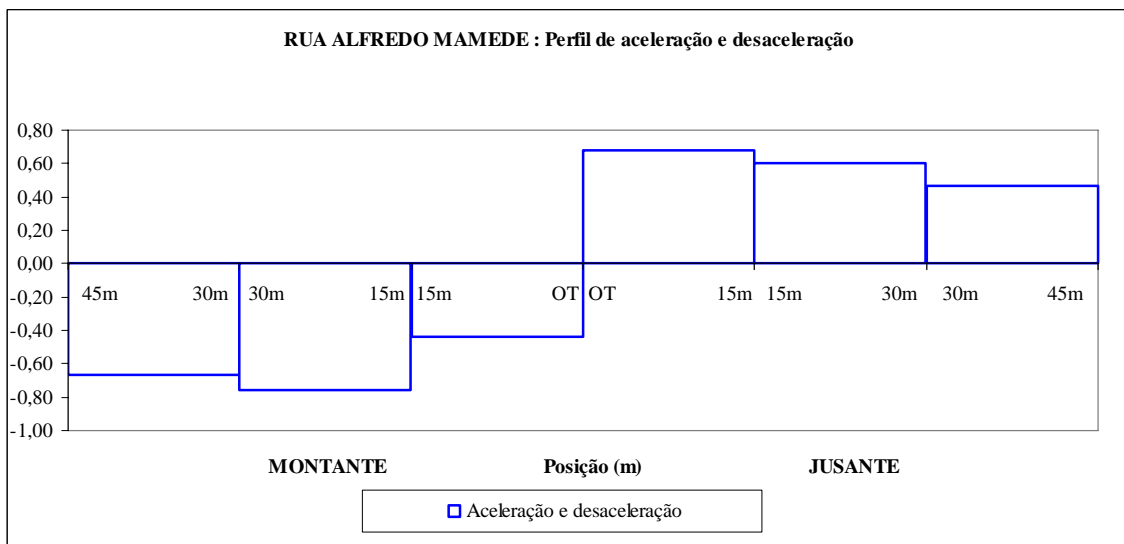 RUA ALFREDO MAMEDE : Perfil de aceleração e desaceleração
0,80
0,60
0,40
0,20
0,00
-0,20
-0,40
-0,60
-0,80
-1,00
45m 30m 30m 15m 15m OT OT 15m 15m 30m 30m 45m
MONTANTE Posição (m) JUSANTE
Aceleração e desaceleração